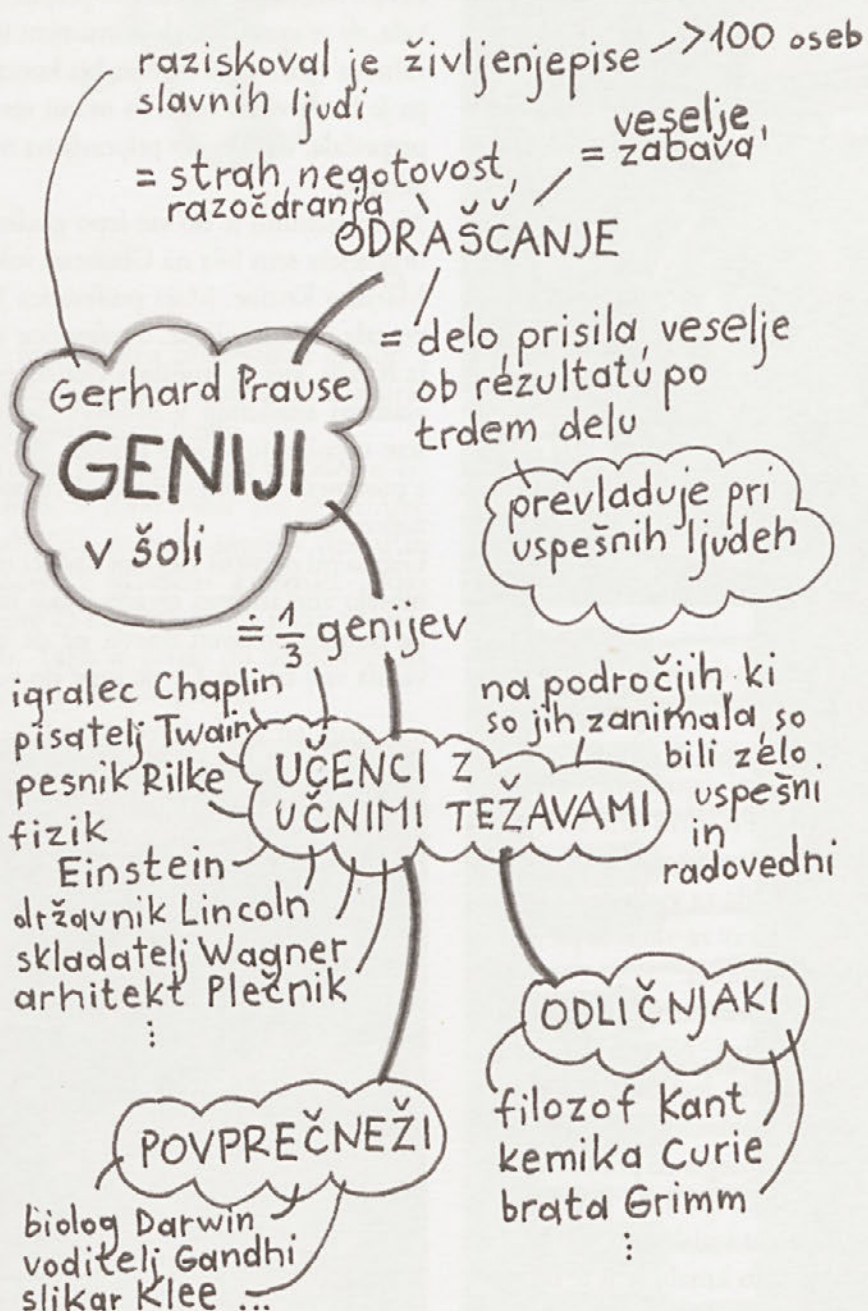 raziskoval je življenjepise → >100 oseb
slavnih ljudi
= veselje,
zabava
= strah, negotovost,
razočdranja
ODRAŠČANJE
= delo, prisila, veselje
ob rezultatu po
trdem delu
prevladuje pri
uspešnih ljudeh
Gerhard Prause
GENIJI
v šoli
≐ 1/3 genijev
igralec Chaplin
pisatelj Twain
pesnik Rilke
fizik
Einstein
državnik Lincoln
skladatelj Wagner
arhitekt Plečnik
⋮
UČENCI Z
UČNIMI TEŽAVAMI
na področjih, ki
so jih zanimala, so
bili zelo
uspešni
in
radovedni
ODLIČNJAKI
filozof Kant
kemika Curie
brata Grimm
⋮
POVPREČNEŽI
biolog Darwin
voditelj Gandhi
slikar Klee ...